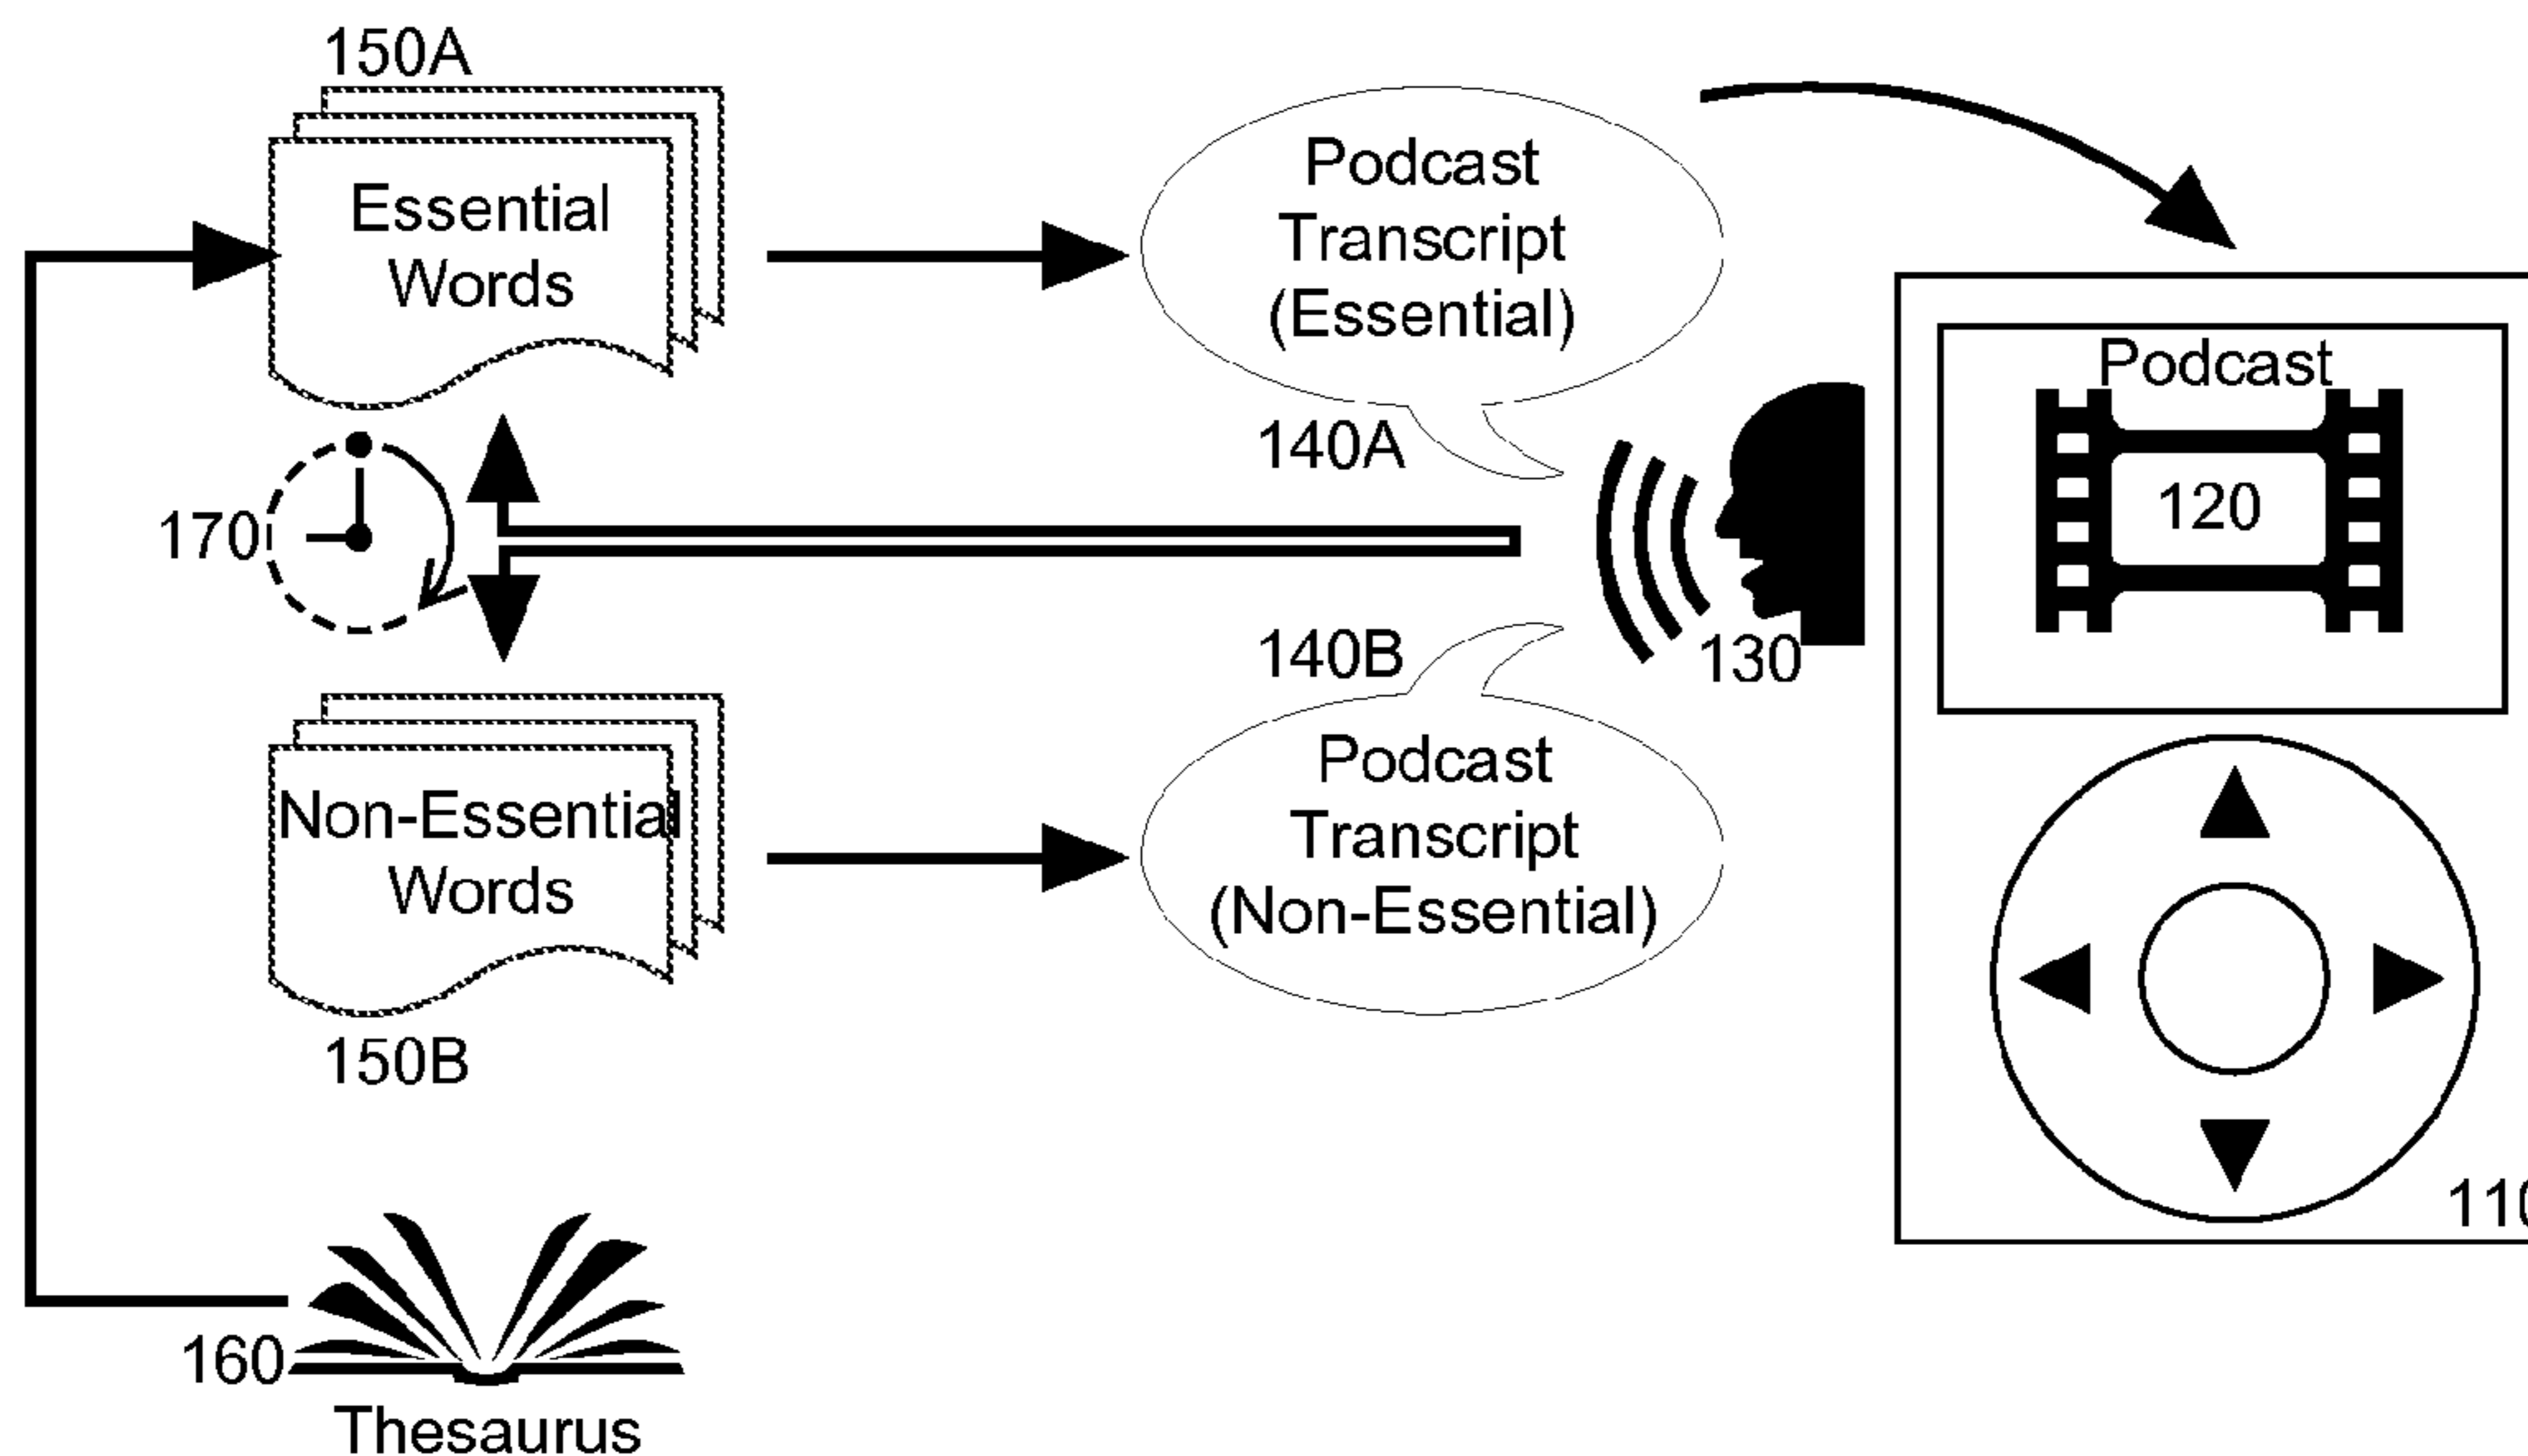 150A
Essential
Words
Podcast
Transcript
(Essential)
140A
Podcast
120
170
130
140B
Non-Essential
Words
150B
Podcast
Transcript
(Non-Essential)
110
160
Thesaurus